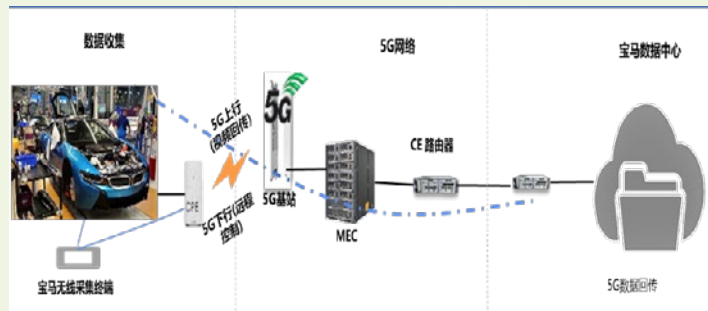 数据收集
5G网络
宝马数据中心
5G上行
(视频回传)
5G
CE 路由器
CPE
5G下行(远程
控制)
5G基站
MEC
宝马无线采集终端
5G数据回传